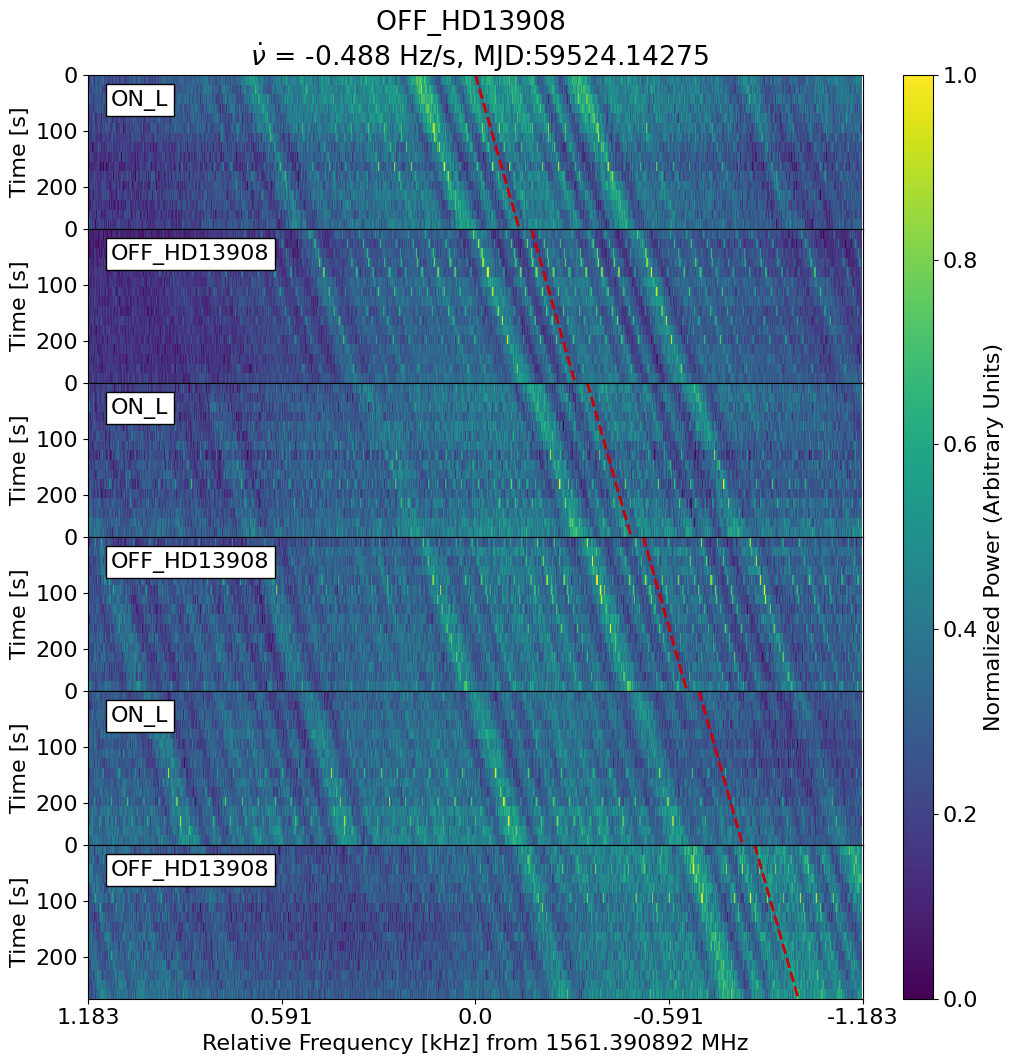 OFF_HD13908
ν̇ = -0.488 Hz/s, MJD:59524.14275
ON_L
OFF_HD13908
ON_L
OFF_HD13908
ON_L
OFF_HD13908
Time [s]
0
100
200
Time [s]
0
100
200
Time [s]
0
100
200
Time [s]
0
100
200
Time [s]
0
100
200
Time [s]
0
100
200
1.183 0.591 0.0 -0.591 -1.183
Relative Frequency [kHz] from 1561.390892 MHz
1.0
0.8
0.6
0.4
0.2
0.0
Normalized Power (Arbitrary Units)